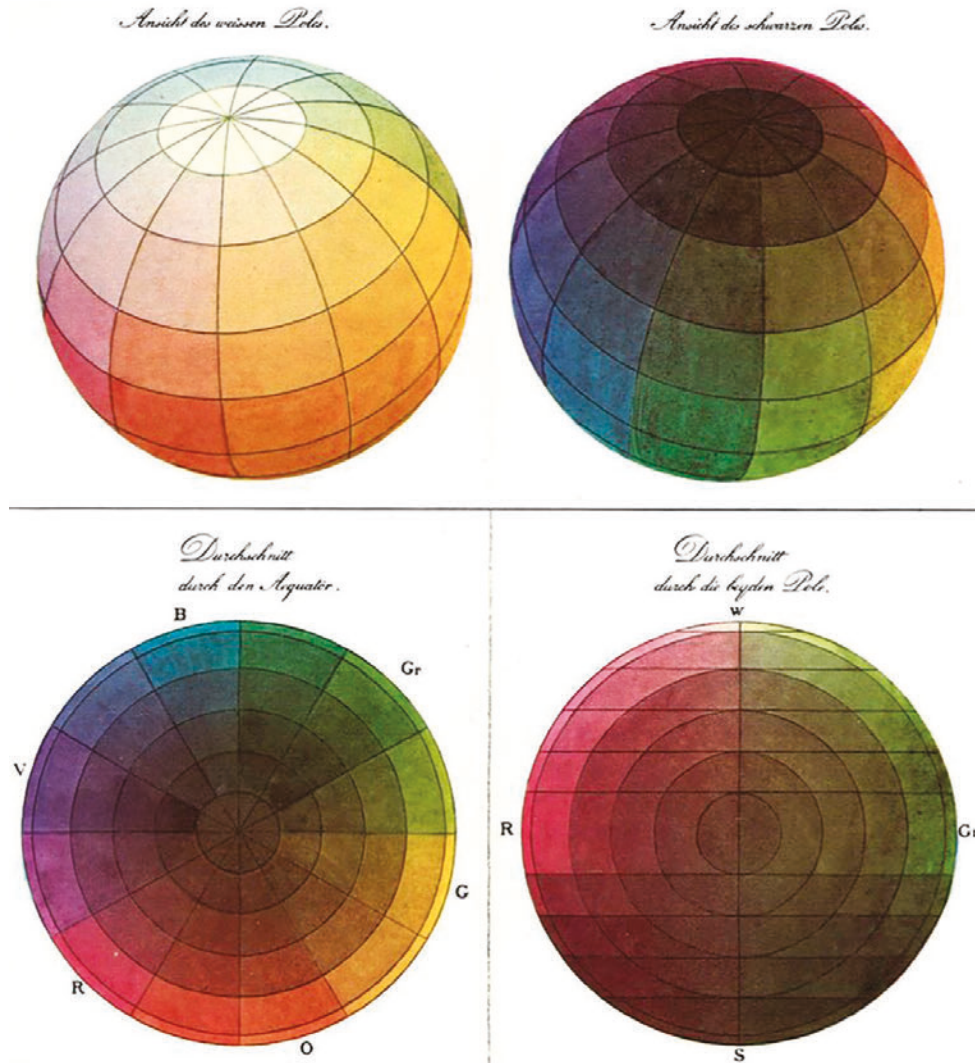 Ansicht des weissen Poles.
Ansicht des schwarzen Poles.
Durchschnitt
durch den Aequator.
B
Gr
V
G
R
O
Durchschnitt
durch die beyden Pole.
W
R
Gr
S